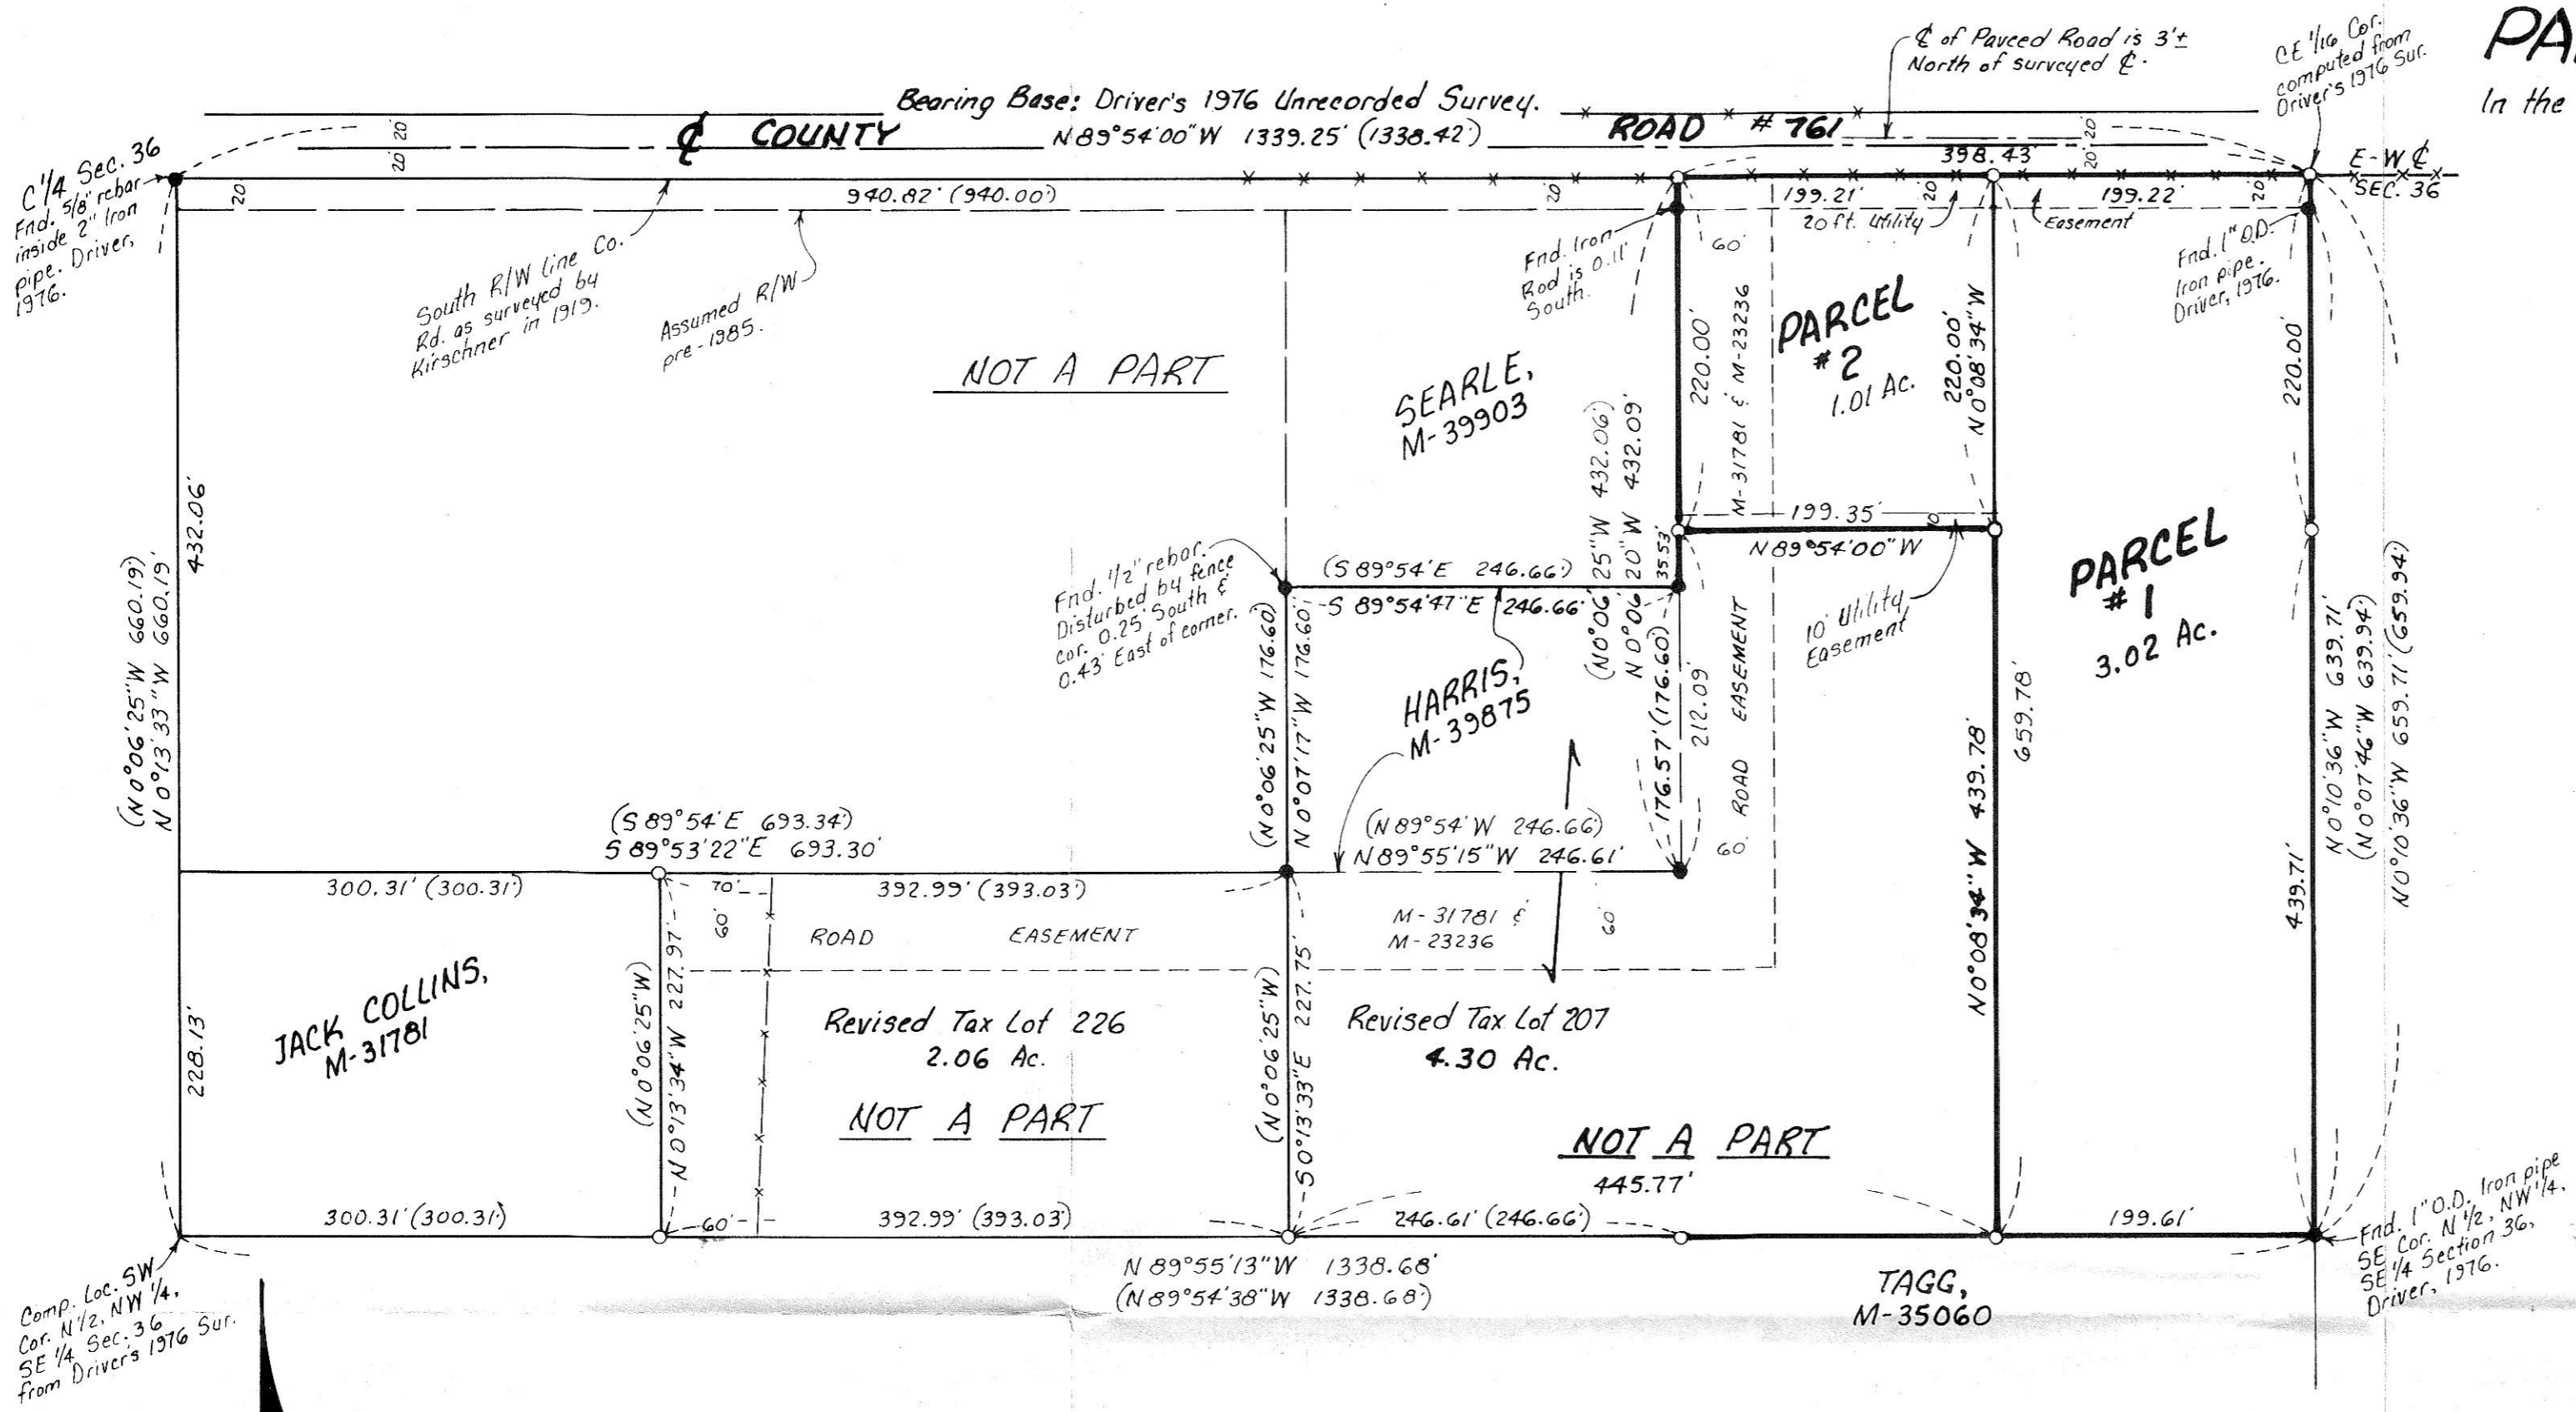 PA
In the
₵ of Paveed Road is 3'±
North of surveyed ₵.
CE 1/16 Cor.
computed from
Driver's 1976 Sur.
Bearing Base: Driver's 1976 Unrecorded Survey.
₵ COUNTY ROAD # 761
N 89°54'00" W 1339.25' (1338.42')
20'
20'
20'
20'
398.43'
E-W ₵
SEC. 36
C 1/4 Sec. 36
Fnd. 5/8" rebar
inside 2" Iron
pipe. Driver,
1976.
20'
940.82' (940.00')
20'
199.21'
20'
199.22'
20'
20 ft. Utility
Easement
South R/W line Co.
Rd. as surveyed by
Kirschner in 1919.
Assumed R/W
pre-1985.
Fnd. Iron
Rod is 0.11'
South.
60'
Fnd. 1" O.D.
Iron pipe.
Driver, 1976.
NOT A PART
SEARLE,
M-39903
220.00'
M-31781 & M-23236
PARCEL
#2
1.01 Ac.
220.00'
N 0°08'34" W
220.00'
432.06'
(N 0°06'25" W 660.19')
N 0°13'33" W 660.19'
(N 0°06'25" W 432.06')
N 0°06'20" W 432.09'
199.35'
10'
N 89°54'00" W
35.53'
PARCEL
#1
3.02 Ac.
Fnd. 1/2" rebar.
Disturbed by fence
cor. 0.25' South &
0.43' East of corner.
(S 89°54' E 246.66')
S 89°54'47" E 246.66'
10' Utility
Easement
HARRIS,
M-39875
(N 0°06'25" W 176.60')
N 0°07'17" W 176.60'
176.57' (176.60')
212.09'
ROAD EASEMENT
N 0°08'34" W 439.78'
659.78'
439.71'
N 0°10'36" W 639.71'
(N 0°07'46" W 639.94')
N 0°10'36" W 659.71' (659.94')
(S 89°54' E 693.34')
S 89°53'22" E 693.30'
(N 89°54' W 246.66')
N 89°55'15" W 246.61'
60'
300.31' (300.31')
70'
392.99' (393.03')
60'
ROAD EASEMENT
M-31781 &
M-23236
60'
JACK COLLINS,
M-31781
228.13'
(N 0°06'25" W)
N 0°13'34" W 227.97'
Revised Tax Lot 226
2.06 Ac.
NOT A PART
(N 0°06'25" W)
S 0°13'33" E 227.75'
Revised Tax Lot 207
4.30 Ac.
NOT A PART
445.77'
300.31' (300.31')
60'
392.99' (393.03')
246.61' (246.66')
199.61'
N 89°55'13" W 1338.68'
(N 89°54'38" W 1338.68')
TAGG,
M-35060
Comp. Loc. SW
Cor. N 1/2, NW 1/4,
SE 1/4 Sec. 36
from Driver's 1976 Sur.
Fnd. 1" O.D. Iron pipe
SE Cor. N 1/2, NW 1/4,
SE 1/4 Section 36,
Driver, 1976.